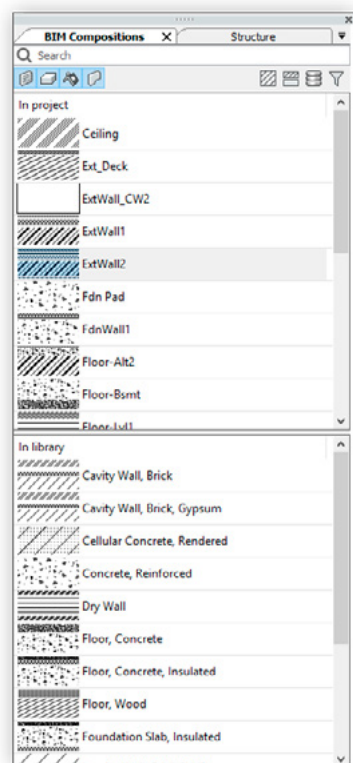 BIM Compositions X Structure
Search
In project
Ceiling
Ext_Deck
ExtWall_CW2
ExtWall1
ExtWall2
Fdn Pad
FdnWall1
Floor-Alt2
Floor-Bsmt
Floor-Lvl1
In library
Cavity Wall, Brick
Cavity Wall, Brick, Gypsum
Cellular Concrete, Rendered
Concrete, Reinforced
Dry Wall
Floor, Concrete
Floor, Concrete, Insulated
Floor, Wood
Foundation Slab, Insulated